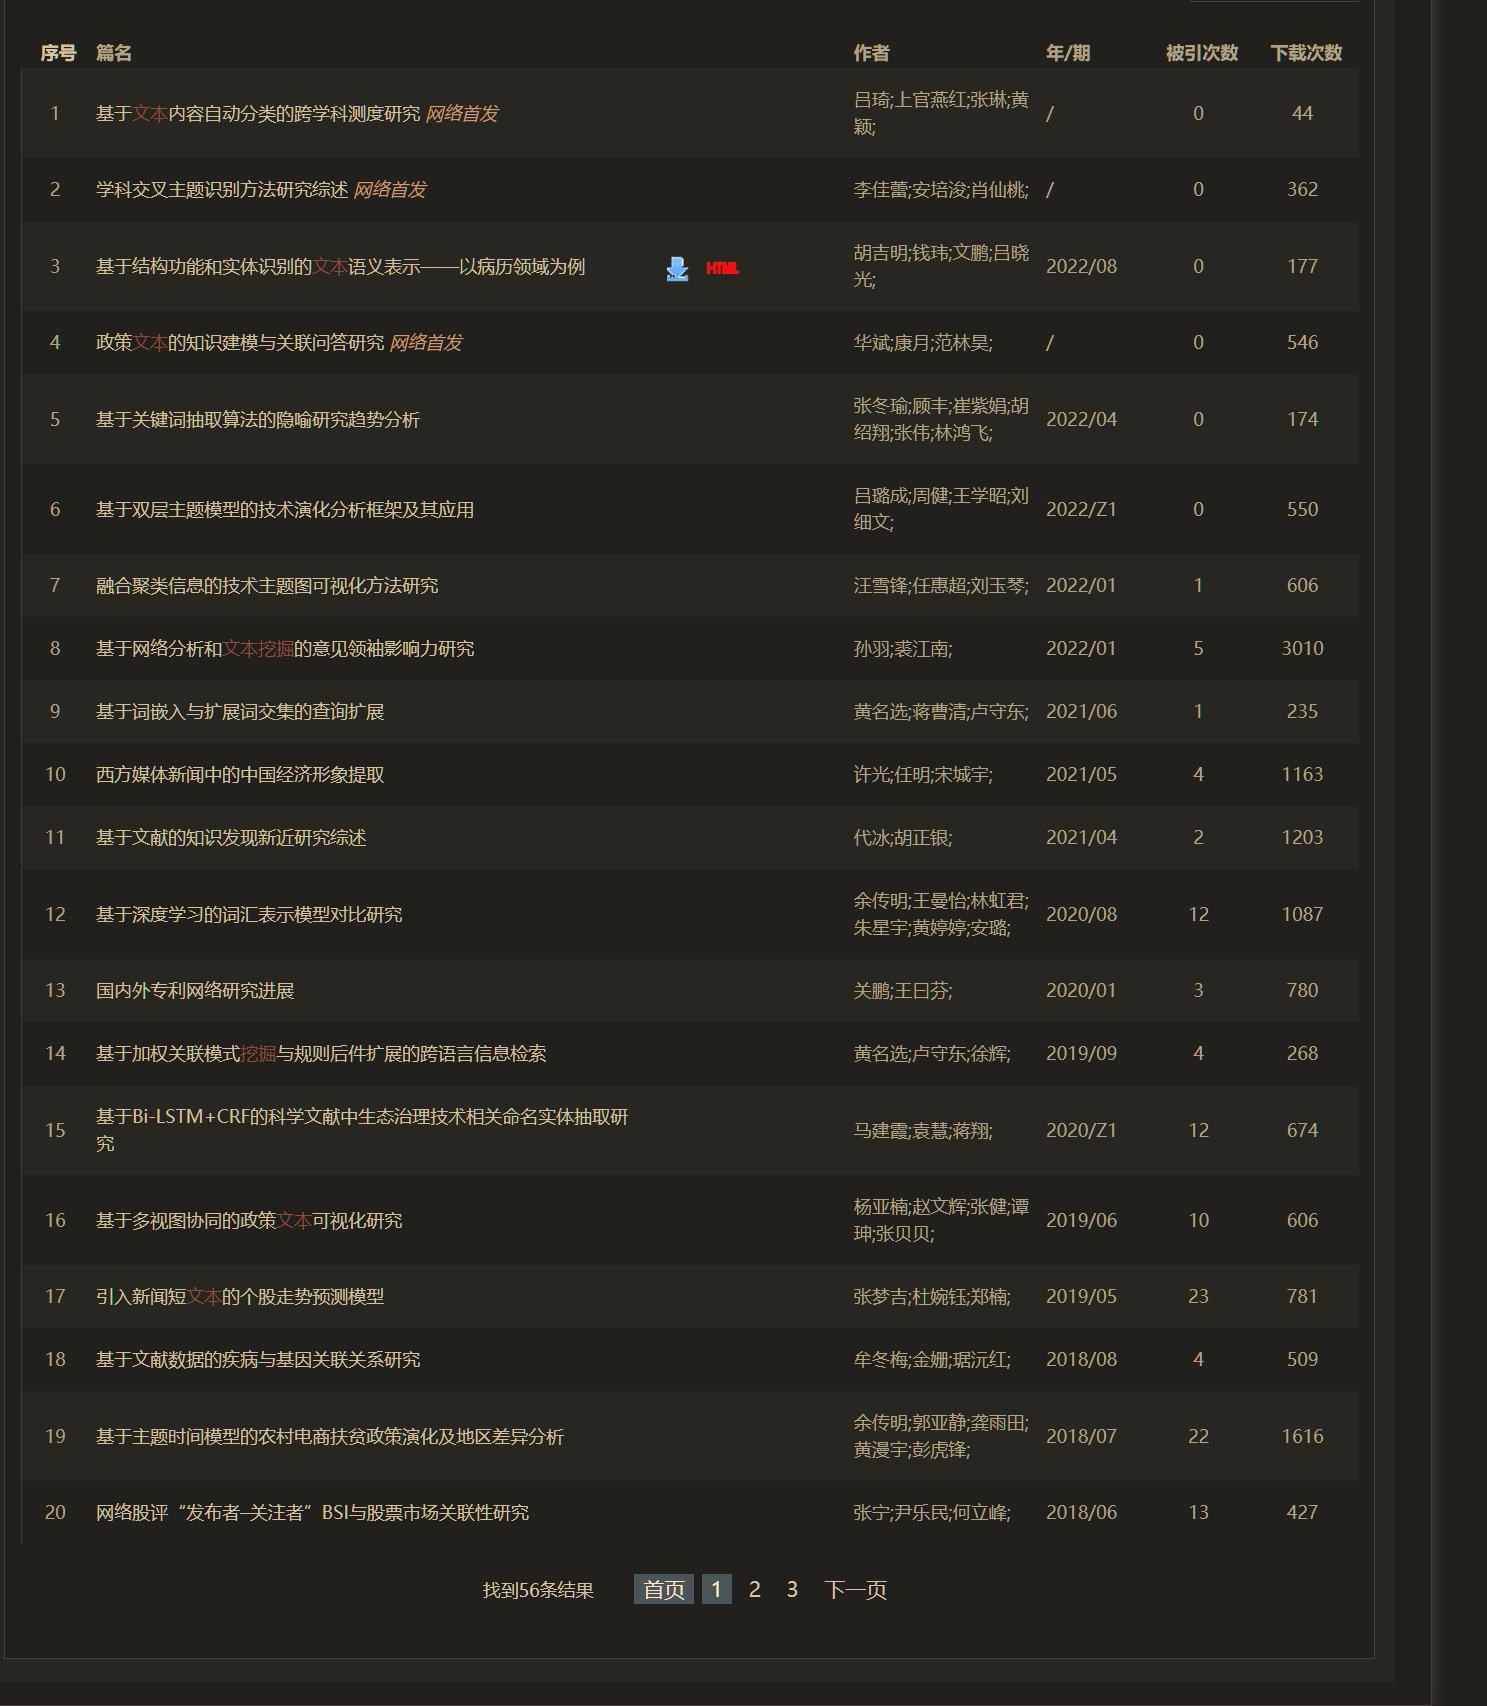 序号 篇名 作者 年/期 被引次数 下载次数
1 基于文本内容自动分类的跨学科测度研究 网络首发 吕琦;上官燕红;张琳;黄 / 0 44
颖;
2 学科交叉主题识别方法研究综述 网络首发 李佳蕾;安培浚;肖仙桃; / 0 362
3 基于结构功能和实体识别的文本语义表示——以病历领域为例 HTML 胡吉明;钱玮;文鹏;吕晓 2022/08 0 177
光;
4 政策文本的知识建模与关联问答研究 网络首发 华斌;康月;范林昊; / 0 546
5 基于关键词抽取算法的隐喻研究趋势分析 张冬瑜;顾丰;崔紫娟;胡 2022/04 0 174
绍翔;张伟;林鸿飞;
6 基于双层主题模型的技术演化分析框架及其应用 吕璐成;周健;王学昭;刘 2022/Z1 0 550
细文;
7 融合聚类信息的技术主题图可视化方法研究 汪雪锋;任惠超;刘玉琴; 2022/01 1 606
8 基于网络分析和文本挖掘的意见领袖影响力研究 孙羽;裘江南; 2022/01 5 3010
9 基于词嵌入与扩展词交集的查询扩展 黄名选;蒋曹清;卢守东; 2021/06 1 235
10 西方媒体新闻中的中国经济形象提取 许光;任明;宋城宇; 2021/05 4 1163
11 基于文献的知识发现新近研究综述 代冰;胡正银; 2021/04 2 1203
12 基于深度学习的词汇表示模型对比研究 余传明;王曼怡;林虹君; 2020/08 12 1087
朱星宇;黄婷婷;安璐;
13 国内外专利网络研究进展 关鹏;王曰芬; 2020/01 3 780
14 基于加权关联模式挖掘与规则后件扩展的跨语言信息检索 黄名选;卢守东;徐辉; 2019/09 4 268
15 基于Bi-LSTM+CRF的科学文献中生态治理技术相关命名实体抽取研 马建霞;袁慧;蒋翔; 2020/Z1 12 674
究
16 基于多视图协同的政策文本可视化研究 杨亚楠;赵文辉;张健;谭 2019/06 10 606
珅;张贝贝;
17 引入新闻短文本的个股走势预测模型 张梦吉;杜婉钰;郑楠; 2019/05 23 781
18 基于文献数据的疾病与基因关联关系研究 牟冬梅;金姗;琚沅红; 2018/08 4 509
19 基于主题时间模型的农村电商扶贫政策演化及地区差异分析 余传明;郭亚静;龚雨田; 2018/07 22 1616
黄漫宇;彭虎锋;
20 网络股评“发布者—关注者”BSI与股票市场关联性研究 张宁;尹乐民;何立峰; 2018/06 13 427
找到56条结果 首页 1 2 3 下一页